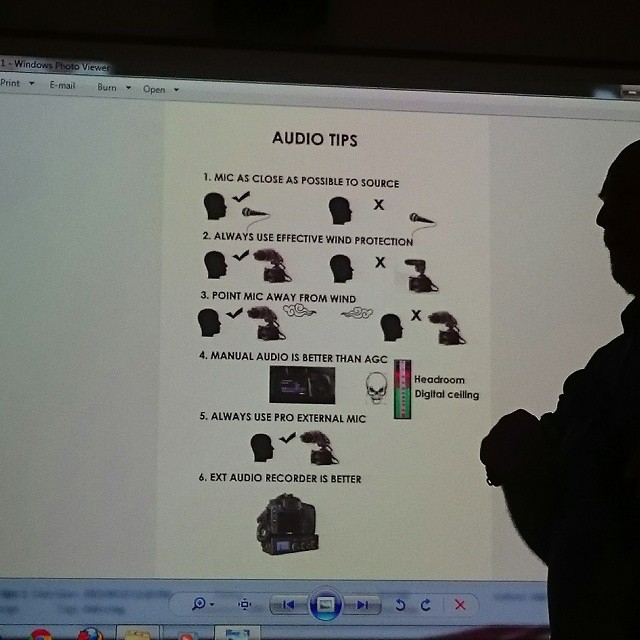 1 - Windows Photo Viewer
Print
E-mail
Burn
Open
AUDIO TIPS
1. MIC AS CLOSE AS POSSIBLE TO SOURCE
X
2. ALWAYS USE EFFECTIVE WIND PROTECTION
X
3. POINT MIC AWAY FROM WIND
X
4. MANUAL AUDIO IS BETTER THAN AGC
Headroom
Digital ceiling
5. ALWAYS USE PRO EXTERNAL MIC
6. EXT AUDIO RECORDER IS BETTER